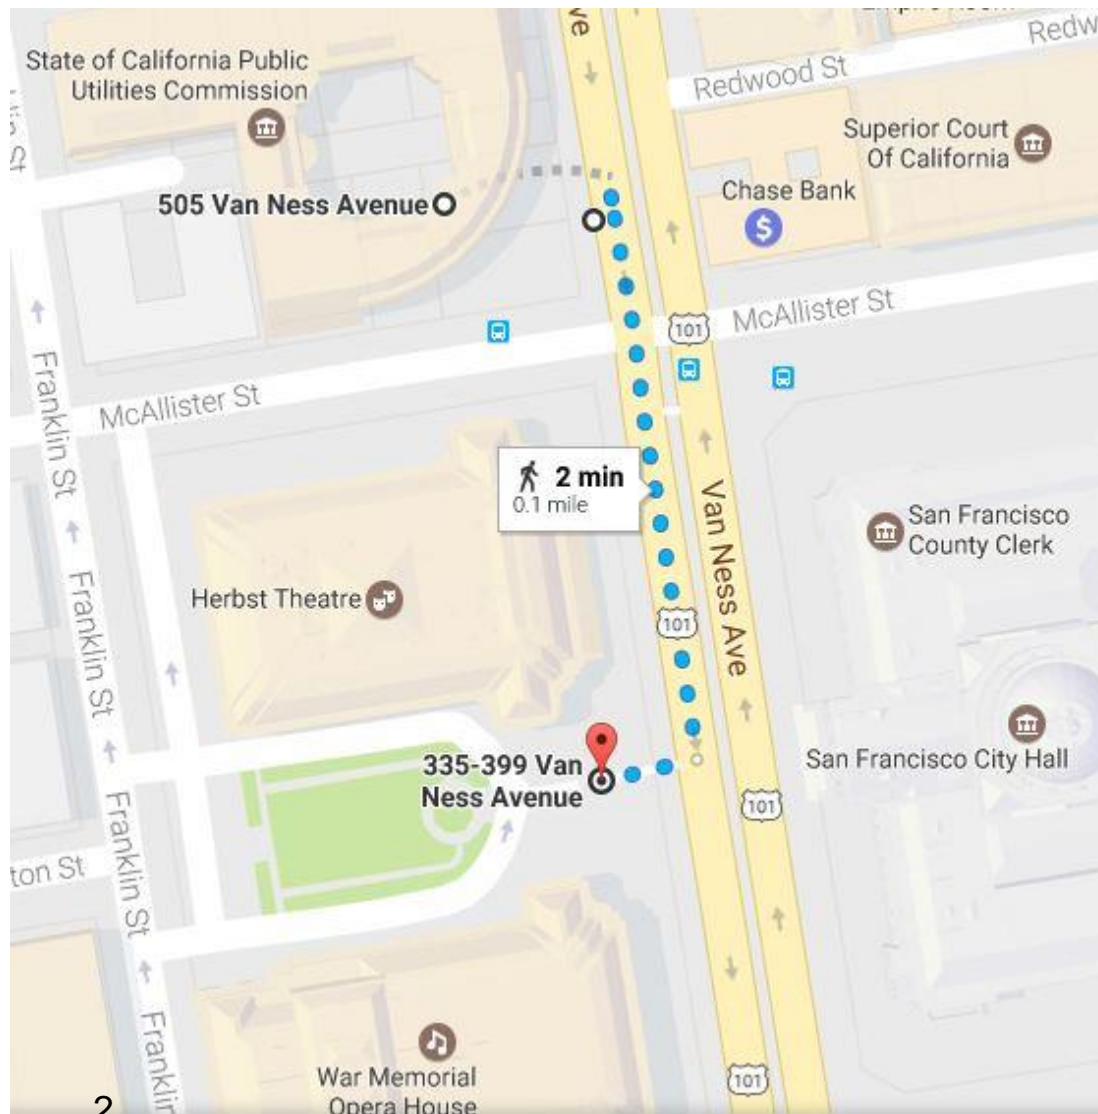 Ve
Redw
Redwood St
State of California Public
Utilities Commission
Superior Court
Of California
Chase Bank
$
505 Van Ness Avenue
McAllister St
101
McAllister St
Franklin St
2 min
0.1 mile
Van Ness Ave
San Francisco
County Clerk
Herbst Theatre
Franklin St
101
San Francisco City Hall
335-399 Van
Ness Avenue
101
ton St
Franklin St
War Memorial
Opera House
Franklin
101
2